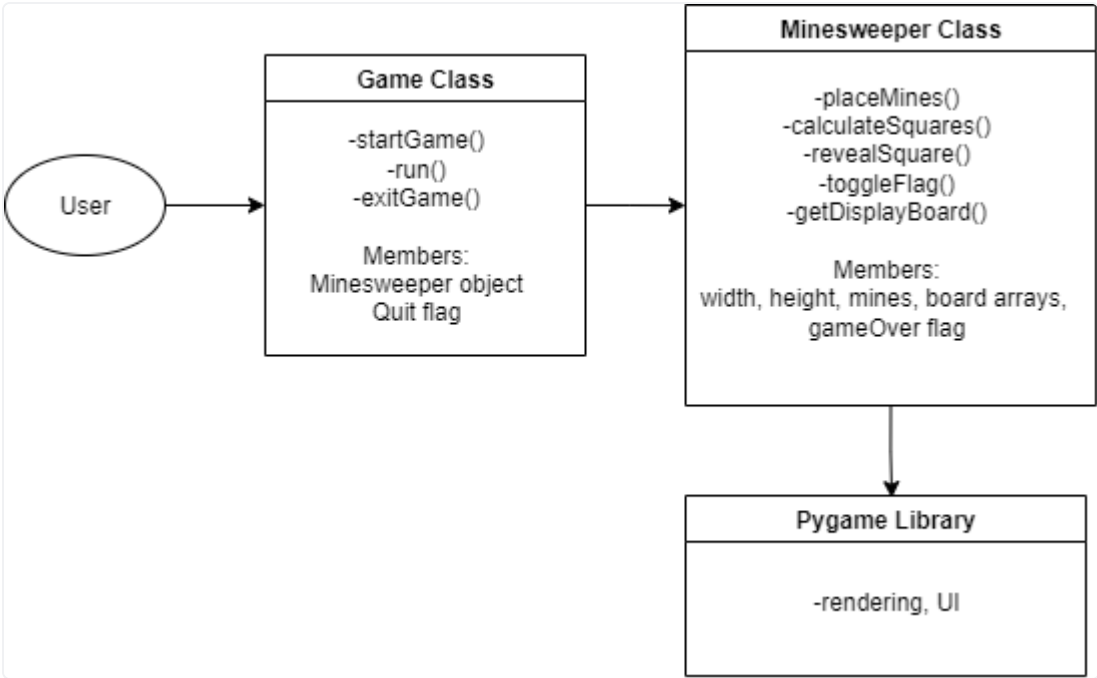 User
Game Class
-startGame()
-run()
-exitGame()
Members:
Minesweeper object
Quit flag
Minesweeper Class
-placeMines()
-calculateSquares()
-revealSquare()
-toggleFlag()
-getDisplayBoard()
Members:
width, height, mines, board arrays,
gameOver flag
Pygame Library
-rendering, UI